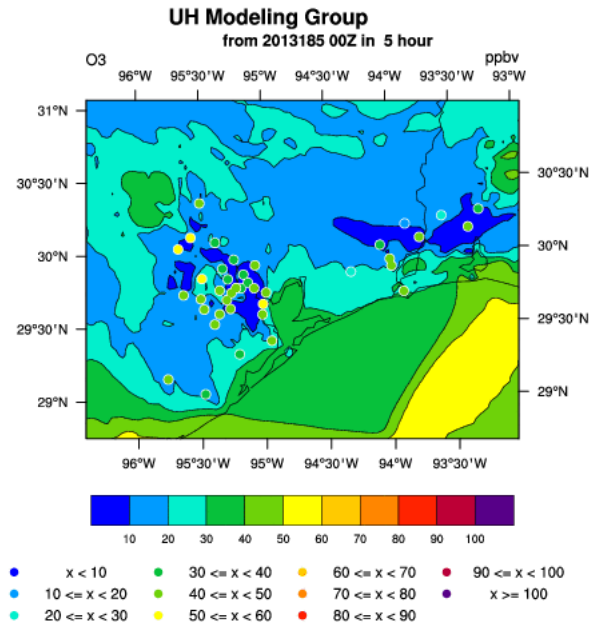 UH Modeling Group
from 2013185 00Z in 5 hour
O3 ppbv
96°W 95°30'W 95°W 94°30'W 94°W 93°30'W 93°W
31°N
30°30'N 30°30'N
30°N 30°N
29°30'N 29°30'N
29°N 29°N
96°W 95°30'W 95°W 94°30'W 94°W 93°30'W
10 20 30 40 50 60 70 80 90 100
x < 10 30 <= x < 40 60 <= x < 70 90 <= x < 100
10 <= x < 20 40 <= x < 50 70 <= x < 80 x >= 100
20 <= x < 30 50 <= x < 60 80 <= x < 90